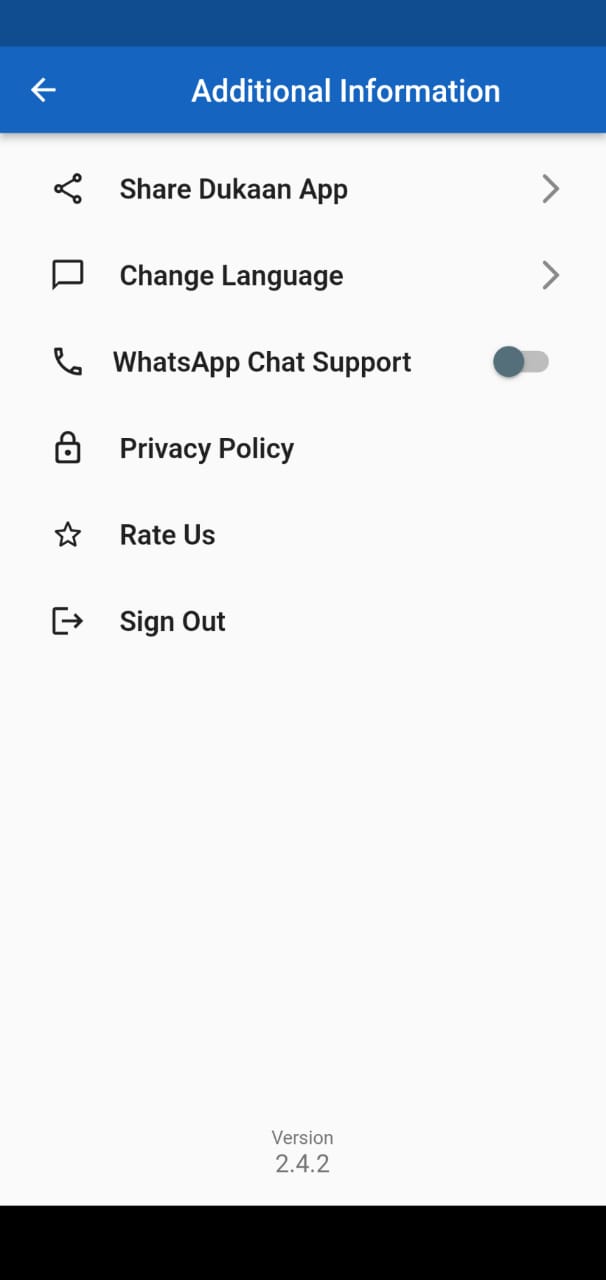 Additional Information
Share Dukaan App
Change Language
WhatsApp Chat Support
Privacy Policy
Rate Us
Sign Out
Version
2.4.2